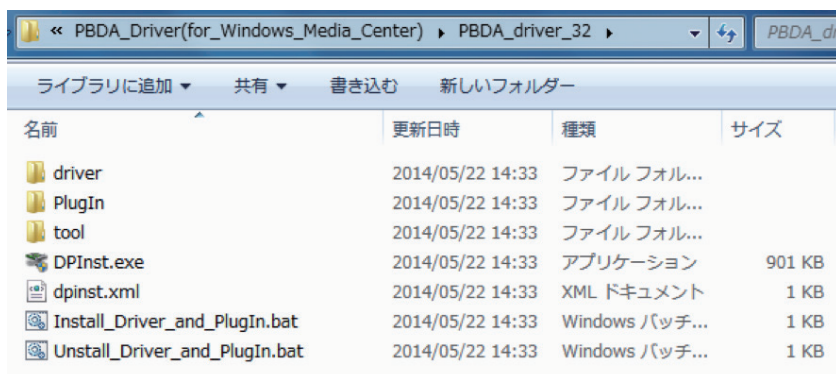 « PBDA_Driver(for_Windows_Media_Center) ▸ PBDA_driver_32 ▸ PBDA_dr
ライブラリに追加 ▼ 共有 ▼ 書き込む 新しいフォルダー
名前 更新日時 種類 サイズ
driver 2014/05/22 14:33 ファイル フォル...
PlugIn 2014/05/22 14:33 ファイル フォル...
tool 2014/05/22 14:33 ファイル フォル...
DPInst.exe 2014/05/22 14:33 アプリケーション 901 KB
dpinst.xml 2014/05/22 14:33 XML ドキュメント 1 KB
Install_Driver_and_PlugIn.bat 2014/05/22 14:33 Windows バッチ... 1 KB
Unstall_Driver_and_PlugIn.bat 2014/05/22 14:33 Windows バッチ... 1 KB